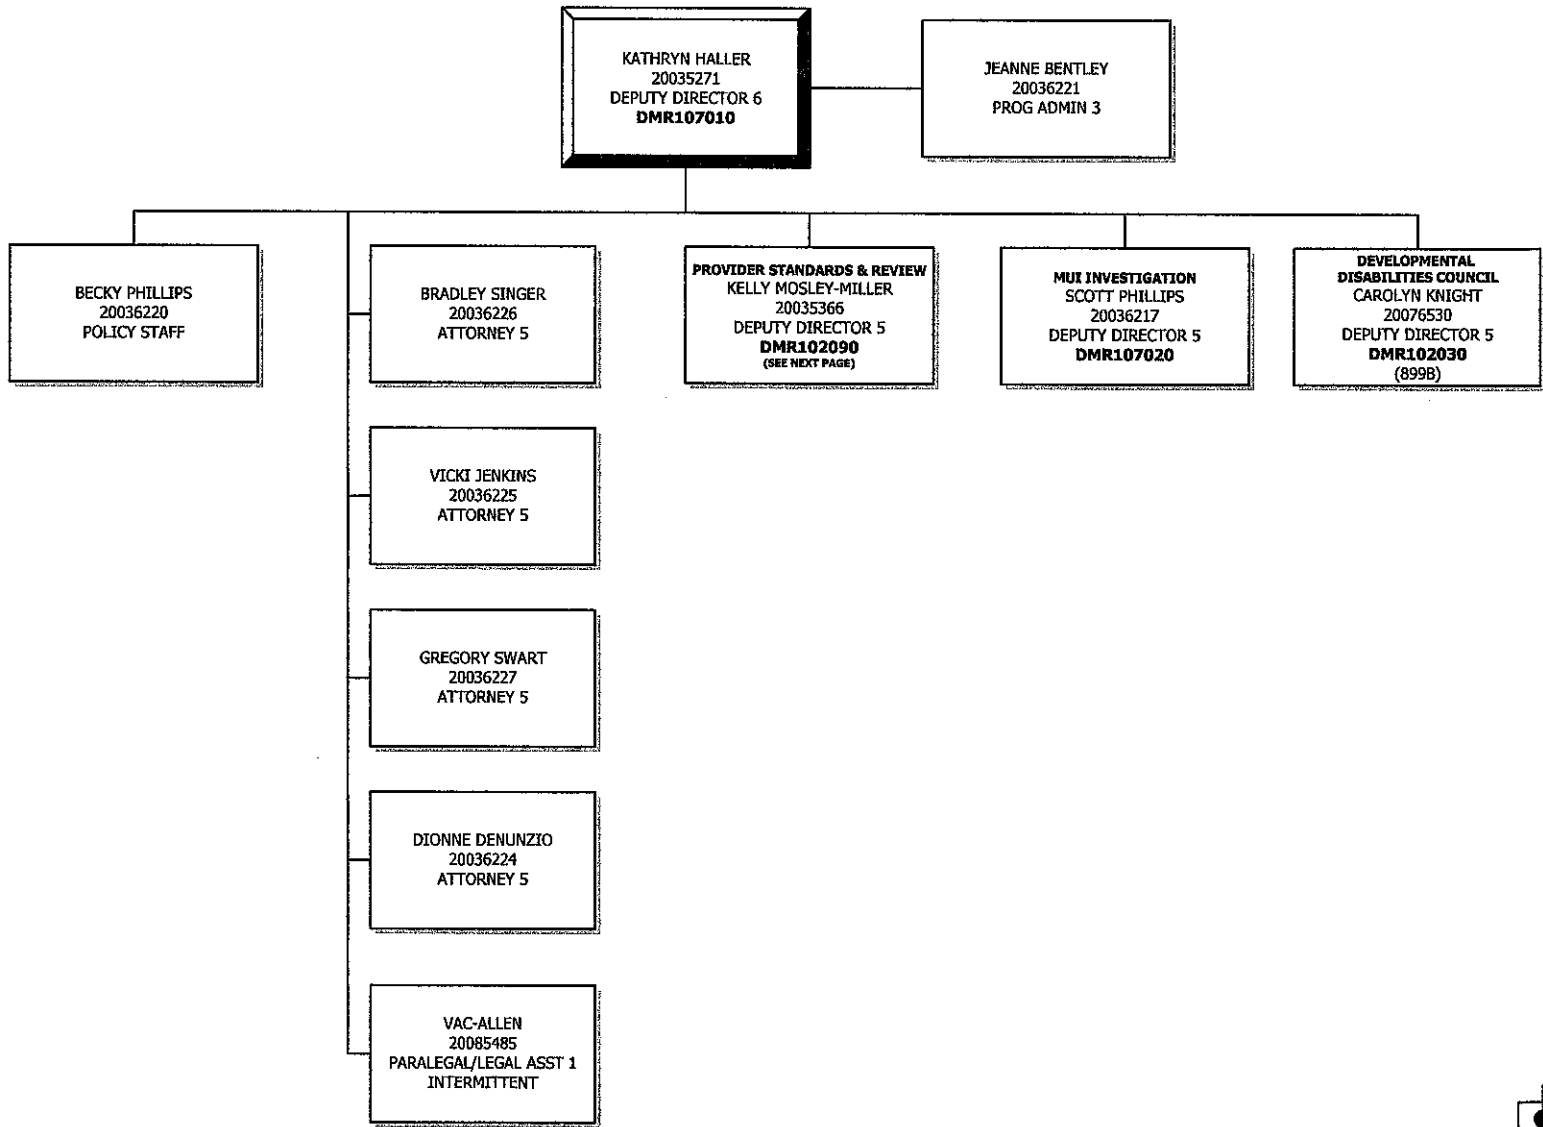 KATHRYN HALLER
20035271
DEPUTY DIRECTOR 6
DMR107010
JEANNE BENTLEY
20036221
PROG ADMIN 3
BECKY PHILLIPS
20036220
POLICY STAFF
BRADLEY SINGER
20036226
ATTORNEY 5
PROVIDER STANDARDS & REVIEW
KELLY MOSLEY-MILLER
20035366
DEPUTY DIRECTOR 5
DMR102090
(SEE NEXT PAGE)
MUI INVESTIGATION
SCOTT PHILLIPS
20036217
DEPUTY DIRECTOR 5
DMR107020
DEVELOPMENTAL
DISABILITIES COUNCIL
CAROLYN KNIGHT
20076530
DEPUTY DIRECTOR 5
DMR102030
(899B)
VICKI JENKINS
20036225
ATTORNEY 5
GREGORY SWART
20036227
ATTORNEY 5
DIONNE DENUNZIO
20036224
ATTORNEY 5
VAC-ALLEN
20085485
PARALEGAL/LEGAL ASST 1
INTERMITTENT